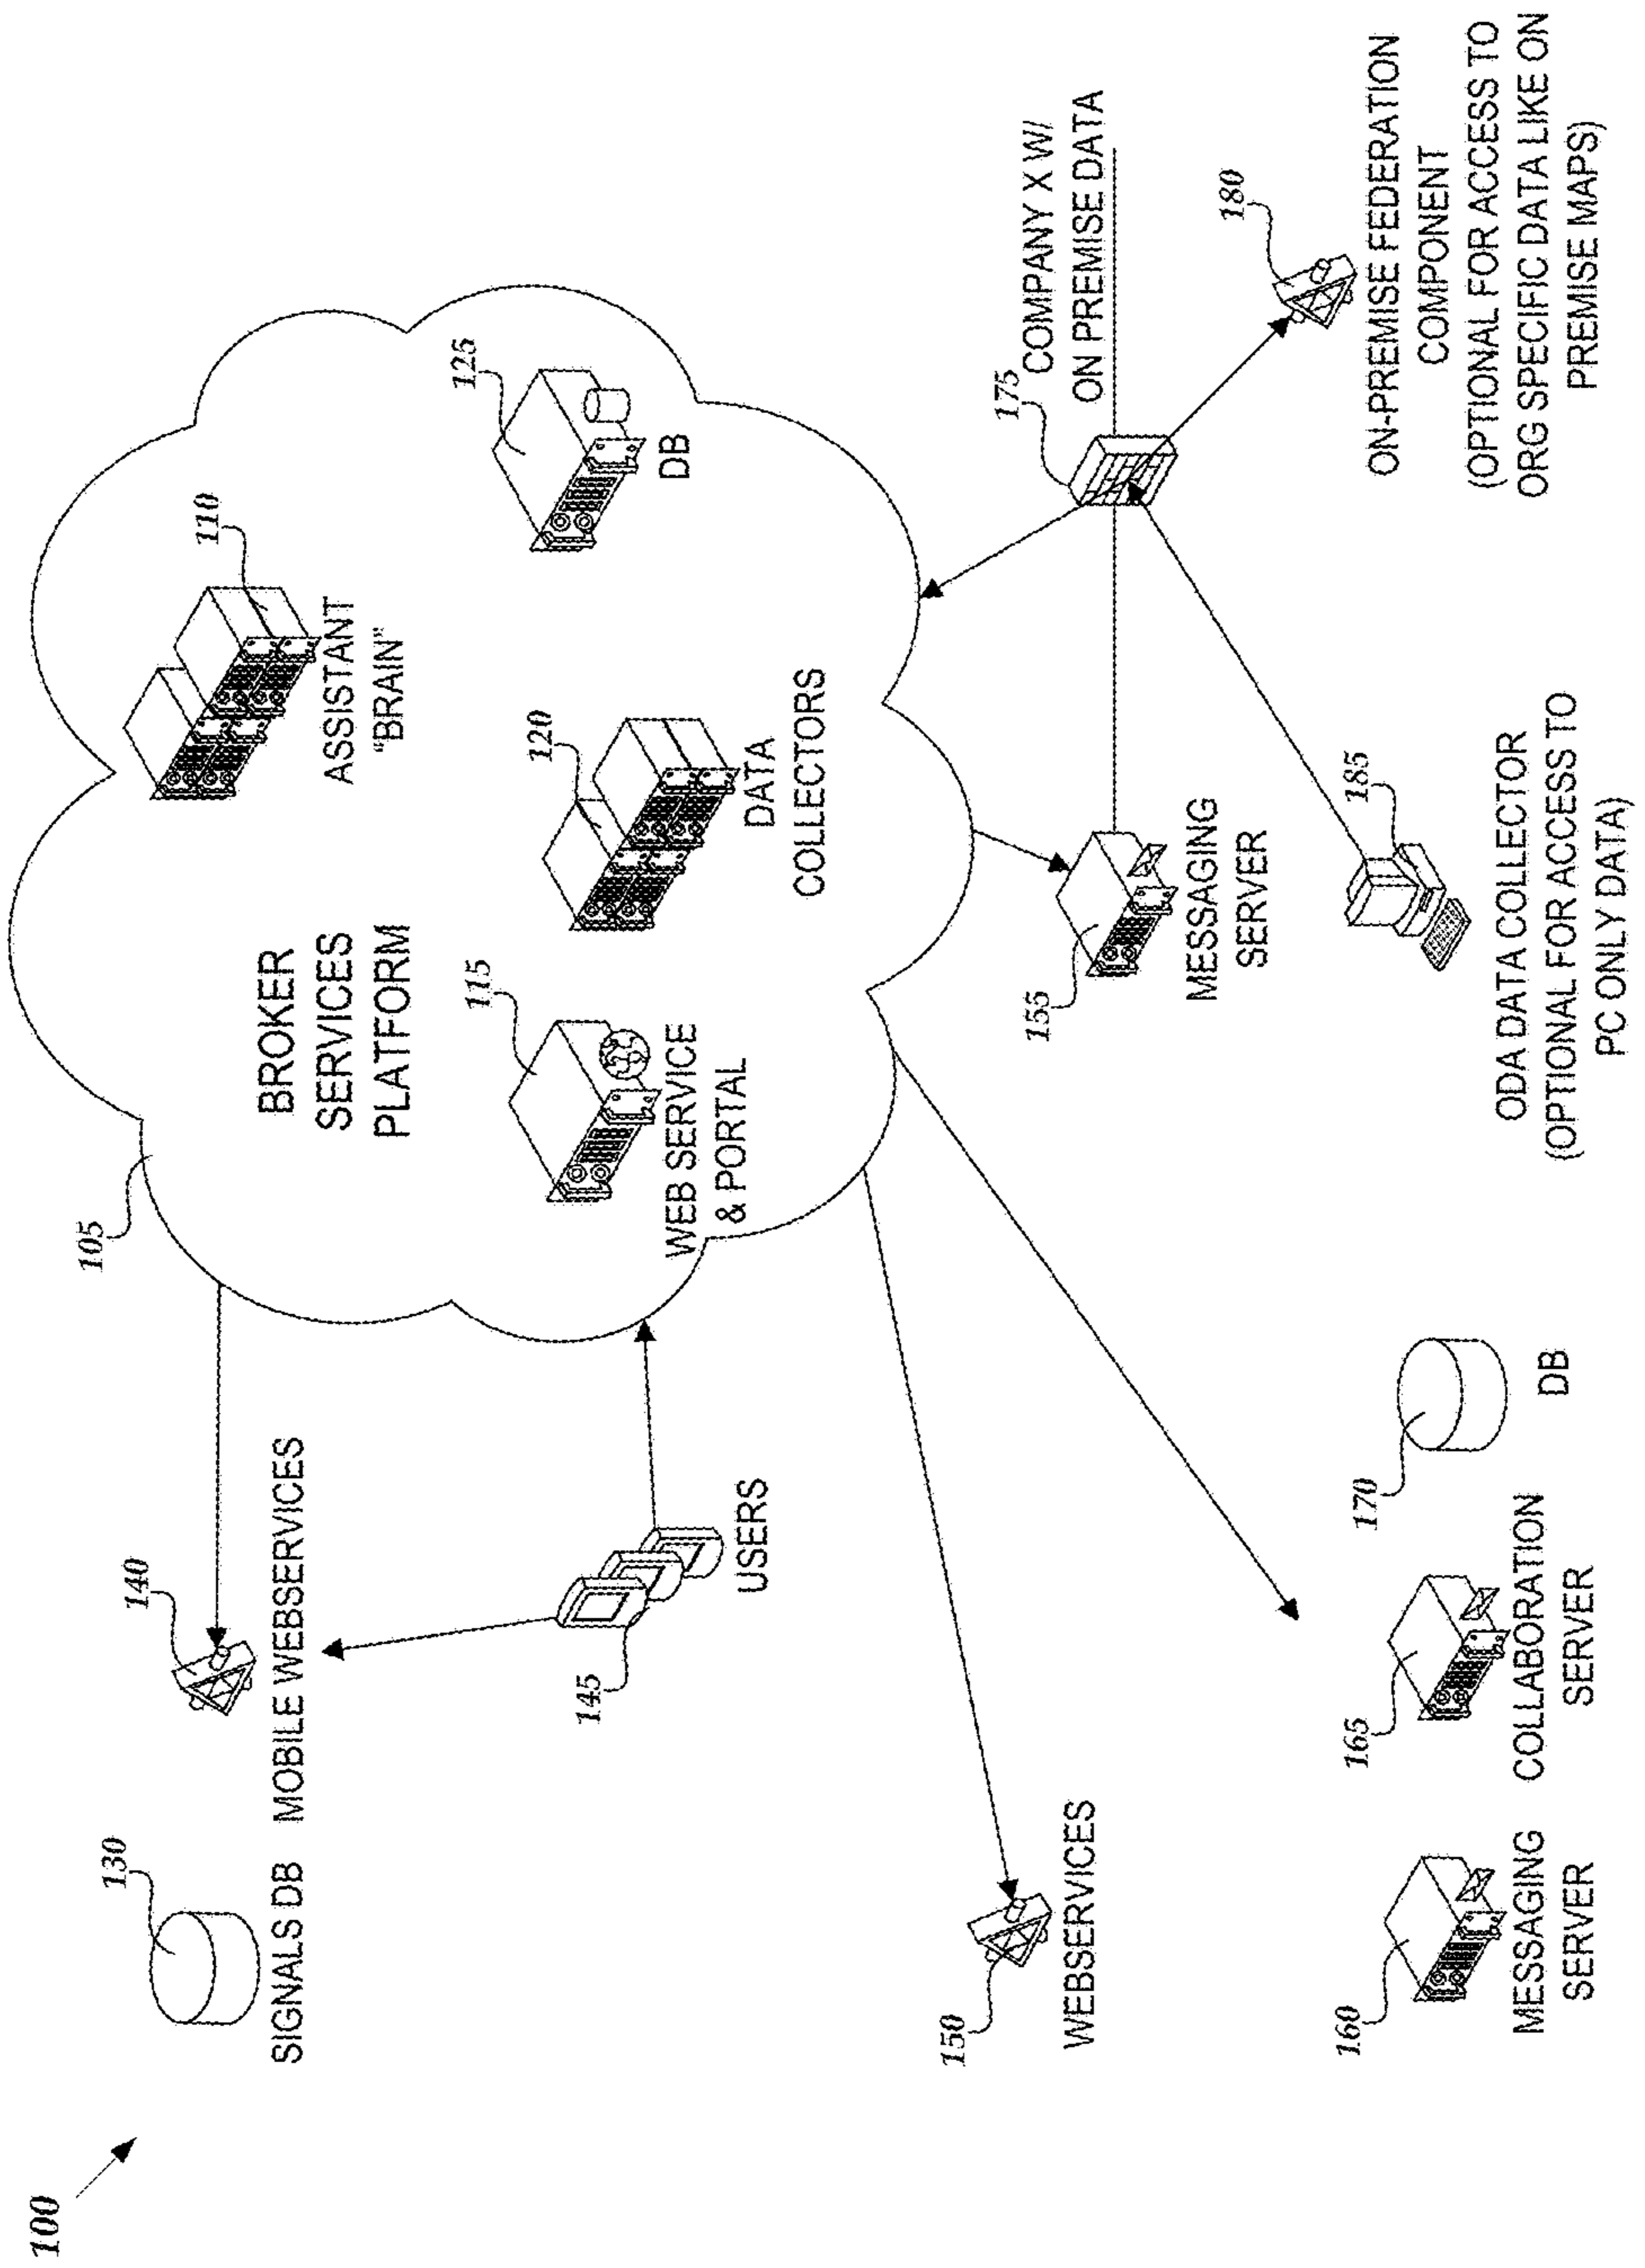 100
130
SIGNALS DB
140
MOBILE WEBSERVICES
145
USERS
105
BROKER
SERVICES
PLATFORM
110
ASSISTANT
"BRAIN"
115
WEB SERVICE
& PORTAL
120
DATA
COLLECTORS
125
DB
150
WEBSERVICES
155
MESSAGING
SERVER
175
COMPANY X W/
ON PREMISE DATA
160
MESSAGING
SERVER
165
COLLABORATION
SERVER
170
DB
185
ODA DATA COLLECTOR
(OPTIONAL FOR ACCESS TO
PC ONLY DATA)
180
ON-PREMISE FEDERATION
COMPONENT
(OPTIONAL FOR ACCESS TO
ORG SPECIFIC DATA LIKE ON
PREMISE MAPS)